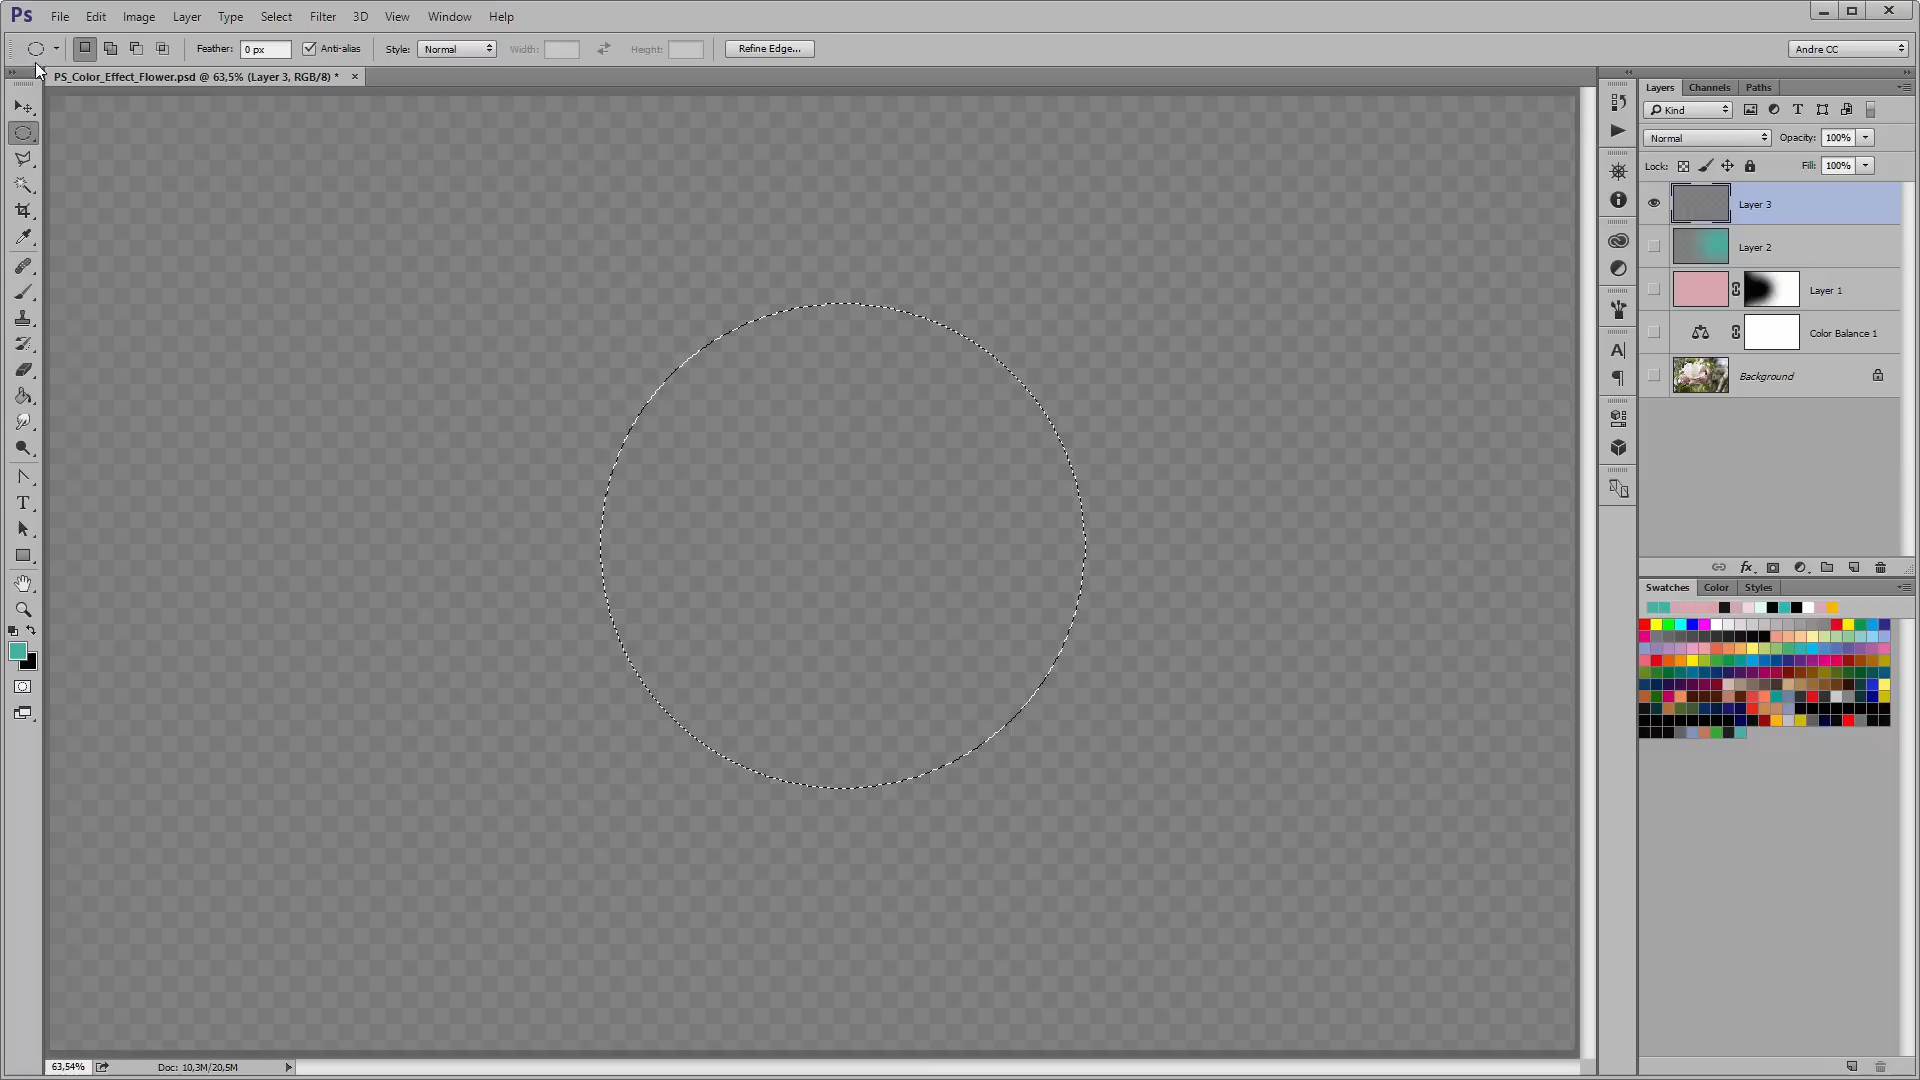 Ps File Edit Image Layer Type Select Filter 3D View Window Help
Feather: 0 px Anti-alias Style: Normal Width: Height: Refine Edge... Andre CC
PS_Color_Effect_Flower.psd @ 63,5% (Layer 3, RGB/8) * ×
Layers Channels Paths
Kind
Normal Opacity: 100%
Lock: Fill: 100%
Layer 3
Layer 2
Layer 1
Color Balance 1
Background
fx
Swatches Color Styles
63,54% Doc: 10,3M/20,5M